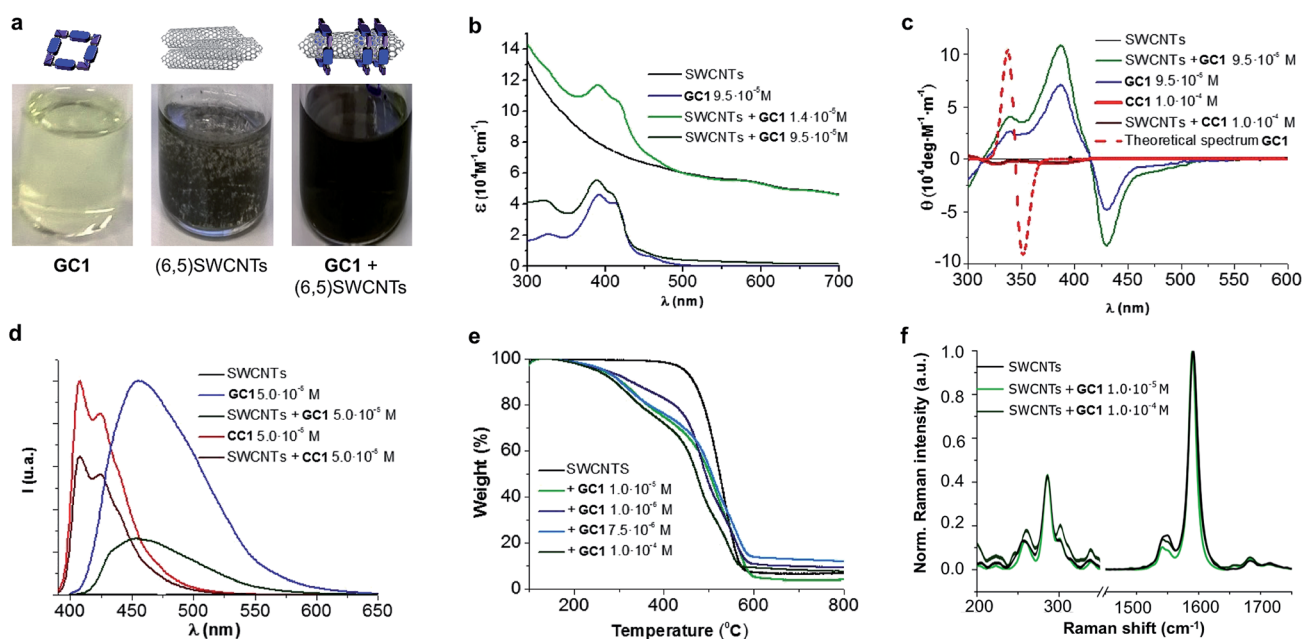 a
GC1
(6,5)SWCNTs
GC1 +
(6,5)SWCNTs
b
SWCNTs
GC1 9.5·10⁻⁵M
SWCNTs + GC1 1.4·10⁻⁵M
SWCNTs + GC1 9.5·10⁻⁵M
ε (10⁴M⁻¹cm⁻¹)
14
12
10
8
6
4
2
0
300 400 500 600 700
λ (nm)
c
SWCNTs
SWCNTs + GC1 9.5·10⁻⁵ M
GC1 9.5·10⁻⁵ M
CC1 1.0·10⁻⁴ M
SWCNTs + CC1 1.0·10⁻⁴ M
Theoretical spectrum GC1
θ (10⁴deg·M⁻¹·m⁻¹)
10
5
0
-5
-10
300 350 400 450 500 550 600
λ (nm)
d
SWCNTs
GC1 5.0·10⁻⁵ M
SWCNTs + GC1 5.0·10⁻⁵ M
CC1 5.0·10⁻⁵ M
SWCNTs + CC1 5.0·10⁻⁵ M
I (u.a.)
400 450 500 550 600 650
λ (nm)
e
SWCNTS
+ GC1 1.0·10⁻⁵ M
+ GC1 1.0·10⁻⁶ M
+ GC1 7.5·10⁻⁶ M
+ GC1 1.0·10⁻⁴ M
Weight (%)
100
80
60
40
20
0
200 400 600 800
Temperature (⁰C)
f
SWCNTs
SWCNTs + GC1 1.0·10⁻⁵ M
SWCNTs + GC1 1.0·10⁻⁴ M
Norm. Raman intensity (a.u.)
1.0
0.8
0.6
0.4
0.2
0.0
200 300 1500 1600 1700
Raman shift (cm⁻¹)